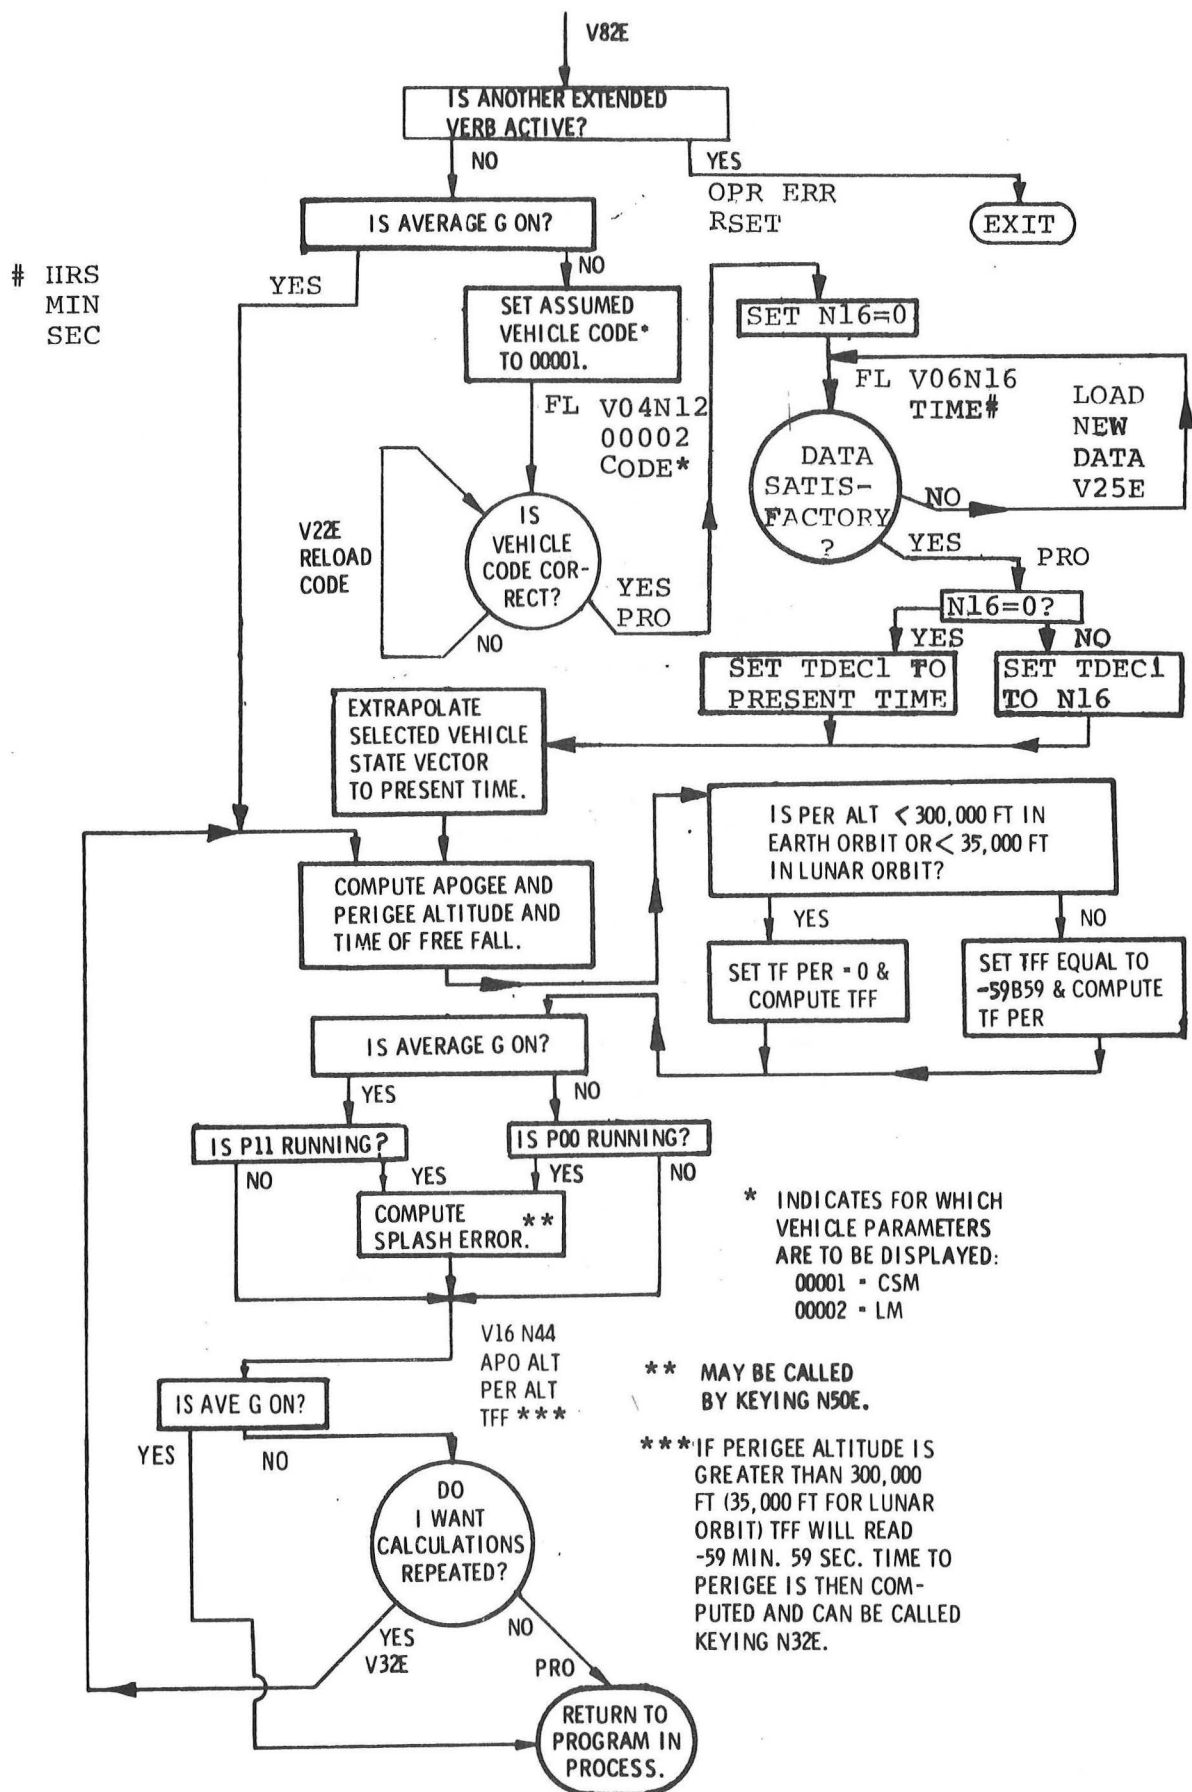 V82E
IS ANOTHER EXTENDED
VERB ACTIVE?
NO
YES
OPR ERR
RSET
EXIT
IS AVERAGE G ON?
# HRS
MIN
SEC
YES
NO
SET ASSUMED
VEHICLE CODE*
TO 00001.
SET N16=0
FL V04N12
00002
CODE*
FL V06N16
TIME#
LOAD
NEW
DATA
V25E
DATA
SATIS-
FACTORY
?
NO
YES
PRO
V22E
RELOAD
CODE
IS
VEHICLE
CODE COR-
RECT?
NO
YES
PRO
N16=0?
YES
NO
SET TDEC1 TO
PRESENT TIME
SET TDEC1
TO N16
EXTRAPOLATE
SELECTED VEHICLE
STATE VECTOR
TO PRESENT TIME.
IS PER ALT < 300,000 FT IN
EARTH ORBIT OR < 35,000 FT
IN LUNAR ORBIT?
COMPUTE APOGEE AND
PERIGEE ALTITUDE AND
TIME OF FREE FALL.
YES
NO
SET TF PER = 0 &
COMPUTE TFF
SET TFF EQUAL TO
-59B59 & COMPUTE
TF PER
IS AVERAGE G ON?
YES
NO
IS P11 RUNNING?
IS P00 RUNNING?
NO
YES
YES
NO
COMPUTE
SPLASH ERROR.**
* INDICATES FOR WHICH
VEHICLE PARAMETERS
ARE TO BE DISPLAYED:
00001 = CSM
00002 = LM
V16 N44
APO ALT
PER ALT
TFF ***
IS AVE G ON?
YES
NO
** MAY BE CALLED
BY KEYING N50E.
*** IF PERIGEE ALTITUDE IS
GREATER THAN 300,000
FT (35,000 FT FOR LUNAR
ORBIT) TFF WILL READ
-59 MIN. 59 SEC. TIME TO
PERIGEE IS THEN COM-
PUTED AND CAN BE CALLED
KEYING N32E.
DO
I WANT
CALCULATIONS
REPEATED?
YES
V32E
NO
PRO
RETURN TO
PROGRAM IN
PROCESS.